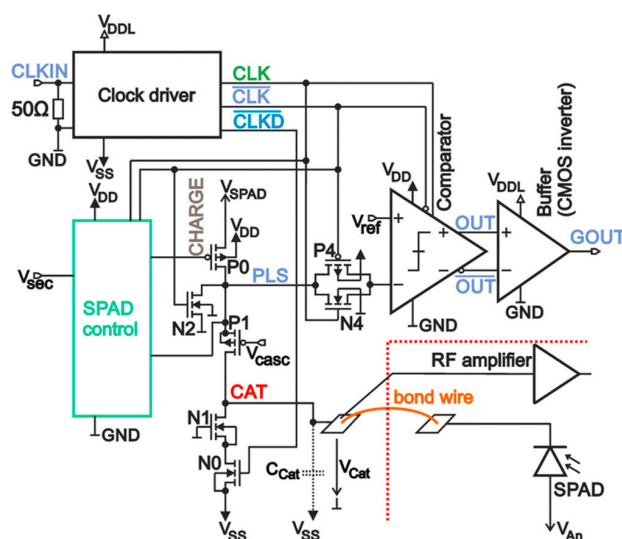 VDDL
CLKIN
50Ω
GND
Clock driver
CLK
CLK
CLKD
VSS
VDD
CHARGE
VSPAD
VDD
P0
Vsec
SPAD
control
N2
P1
Vcasc
PLS
P4
N4
Vref
VDD
Comparator
OUT
OUT
GND
VDDL
Buffer
(CMOS inverter)
GOUT
GND
GND
CAT
N1
N0
VSS
CCat
VSS
VCat
bond wire
RF amplifier
SPAD
VAn